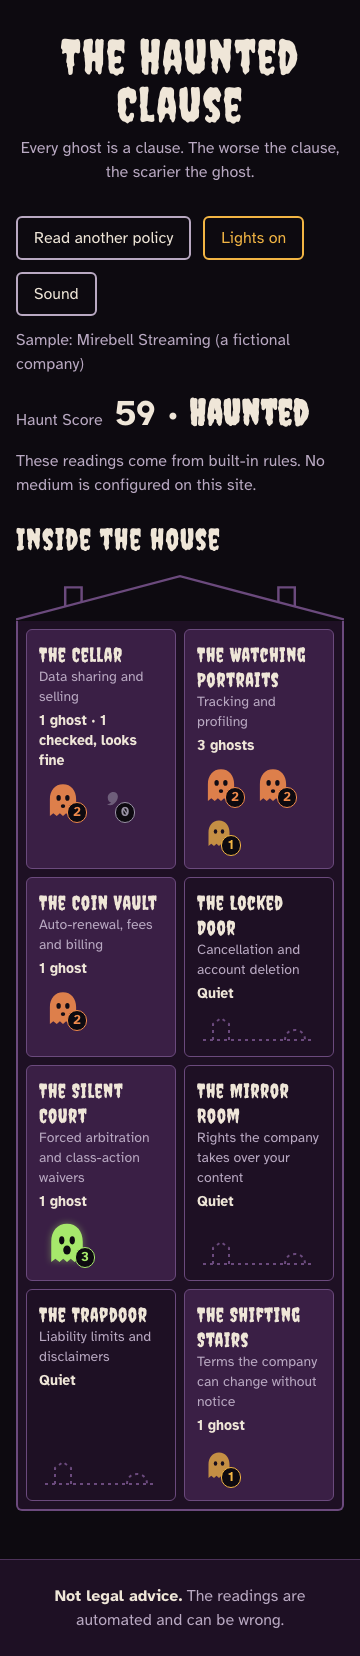 THE HAUNTED
CLAUSE
Every ghost is a clause. The worse the clause,
the scarier the ghost.
Read another policy
Lights on
Sound
Sample: Mirebell Streaming (a fictional
company)
Haunt Score 59 · HAUNTED
These readings come from built-in rules. No
medium is configured on this site.
INSIDE THE HOUSE
THE CELLAR
Data sharing and
selling
1 ghost · 1
checked, looks
fine
2
0
THE WATCHING
PORTRAITS
Tracking and
profiling
3 ghosts
2
2
1
THE COIN VAULT
Auto-renewal, fees
and billing
1 ghost
2
THE LOCKED
DOOR
Cancellation and
account deletion
Quiet
THE SILENT
COURT
Forced arbitration
and class-action
waivers
1 ghost
3
THE MIRROR
ROOM
Rights the company
takes over your
content
Quiet
THE TRAPDOOR
Liability limits and
disclaimers
Quiet
THE SHIFTING
STAIRS
Terms the company
can change without
notice
1 ghost
1
Not legal advice. The readings are
automated and can be wrong.